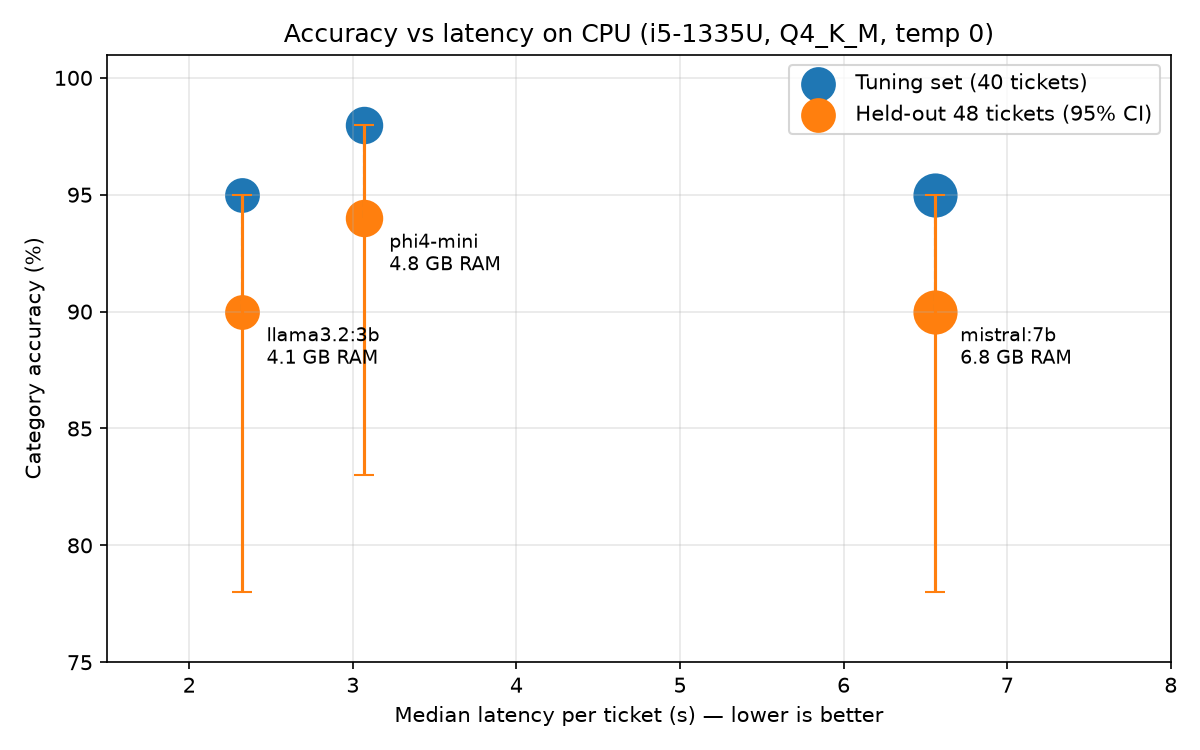 Accuracy vs latency on CPU (i5-1335U, Q4_K_M, temp 0)
Tuning set (40 tickets)
Held-out 48 tickets (95% CI)
Category accuracy (%)
100
95
90
85
80
75
phi4-mini
4.8 GB RAM
llama3.2:3b
4.1 GB RAM
mistral:7b
6.8 GB RAM
2 3 4 5 6 7 8
Median latency per ticket (s) — lower is better